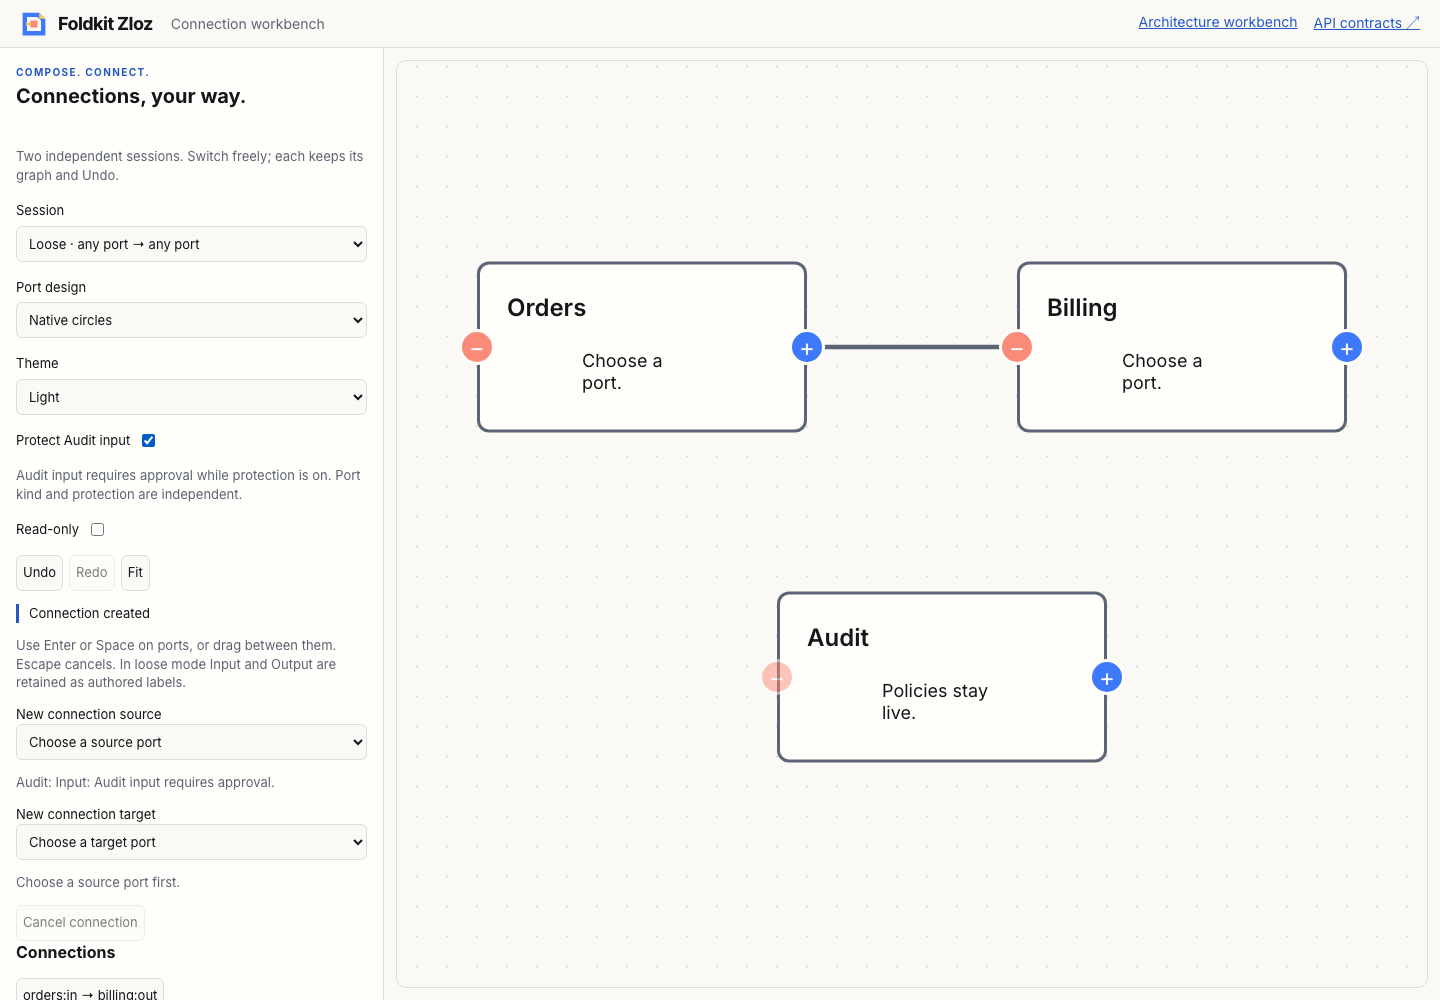 Foldkit Zloz
Connection workbench
Architecture workbench
API contracts ↗
COMPOSE. CONNECT.
Connections, your way.
Two independent sessions. Switch freely; each keeps its
graph and Undo.
Session
Loose · any port → any port
Port design
Native circles
Theme
Light
Protect Audit input
Audit input requires approval while protection is on. Port
kind and protection are independent.
Read-only
Undo
Redo
Fit
Connection created
Use Enter or Space on ports, or drag between them.
Escape cancels. In loose mode Input and Output are
retained as authored labels.
New connection source
Choose a source port
Audit: Input: Audit input requires approval.
New connection target
Choose a target port
Choose a source port first.
Cancel connection
Connections
orders:in → billing:out
Orders
Choose a
port.
Billing
Choose a
port.
Audit
Policies stay
live.